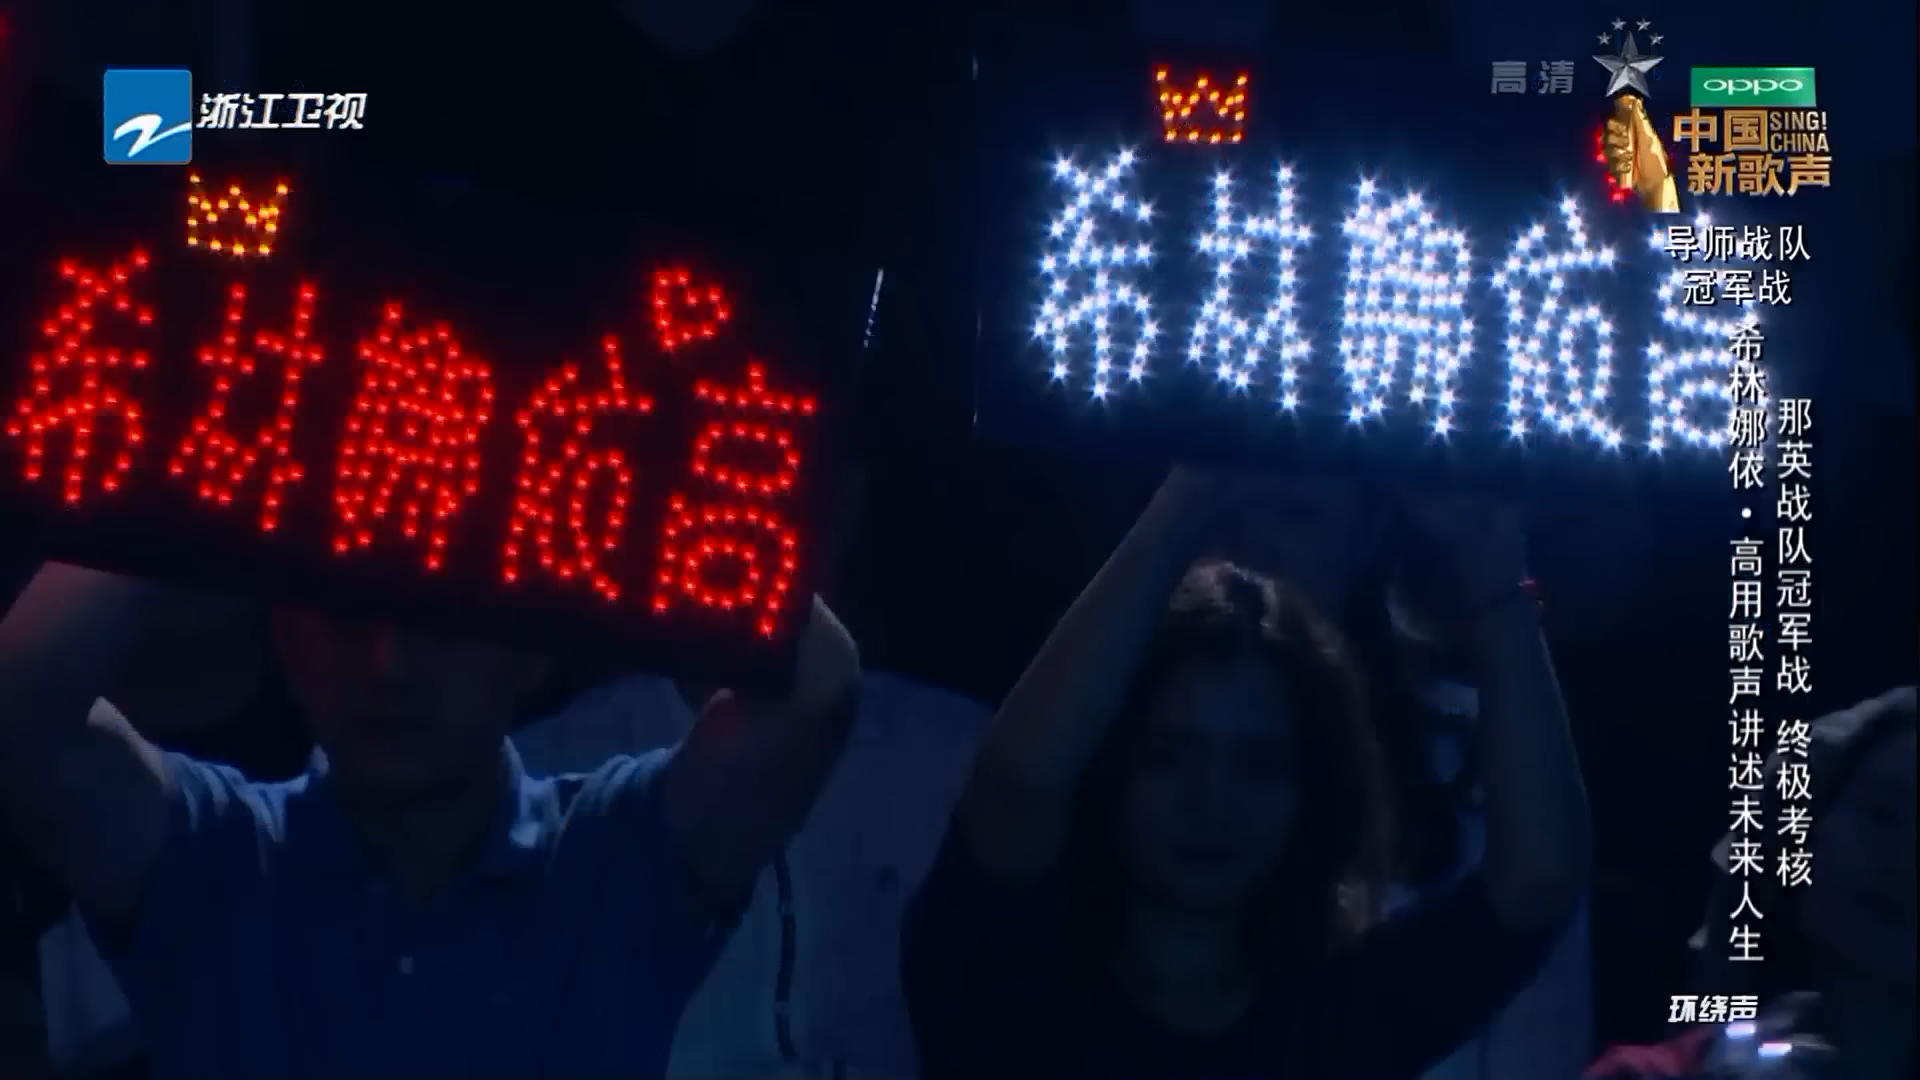 浙江卫视
高清
oppo
SING!
CHINA
中国
新歌声
导师战队
冠军战
那英战队冠军战 终极考核
希林娜依·高用歌声讲述未来人生
希林娜依高
希林娜依高
环绕声